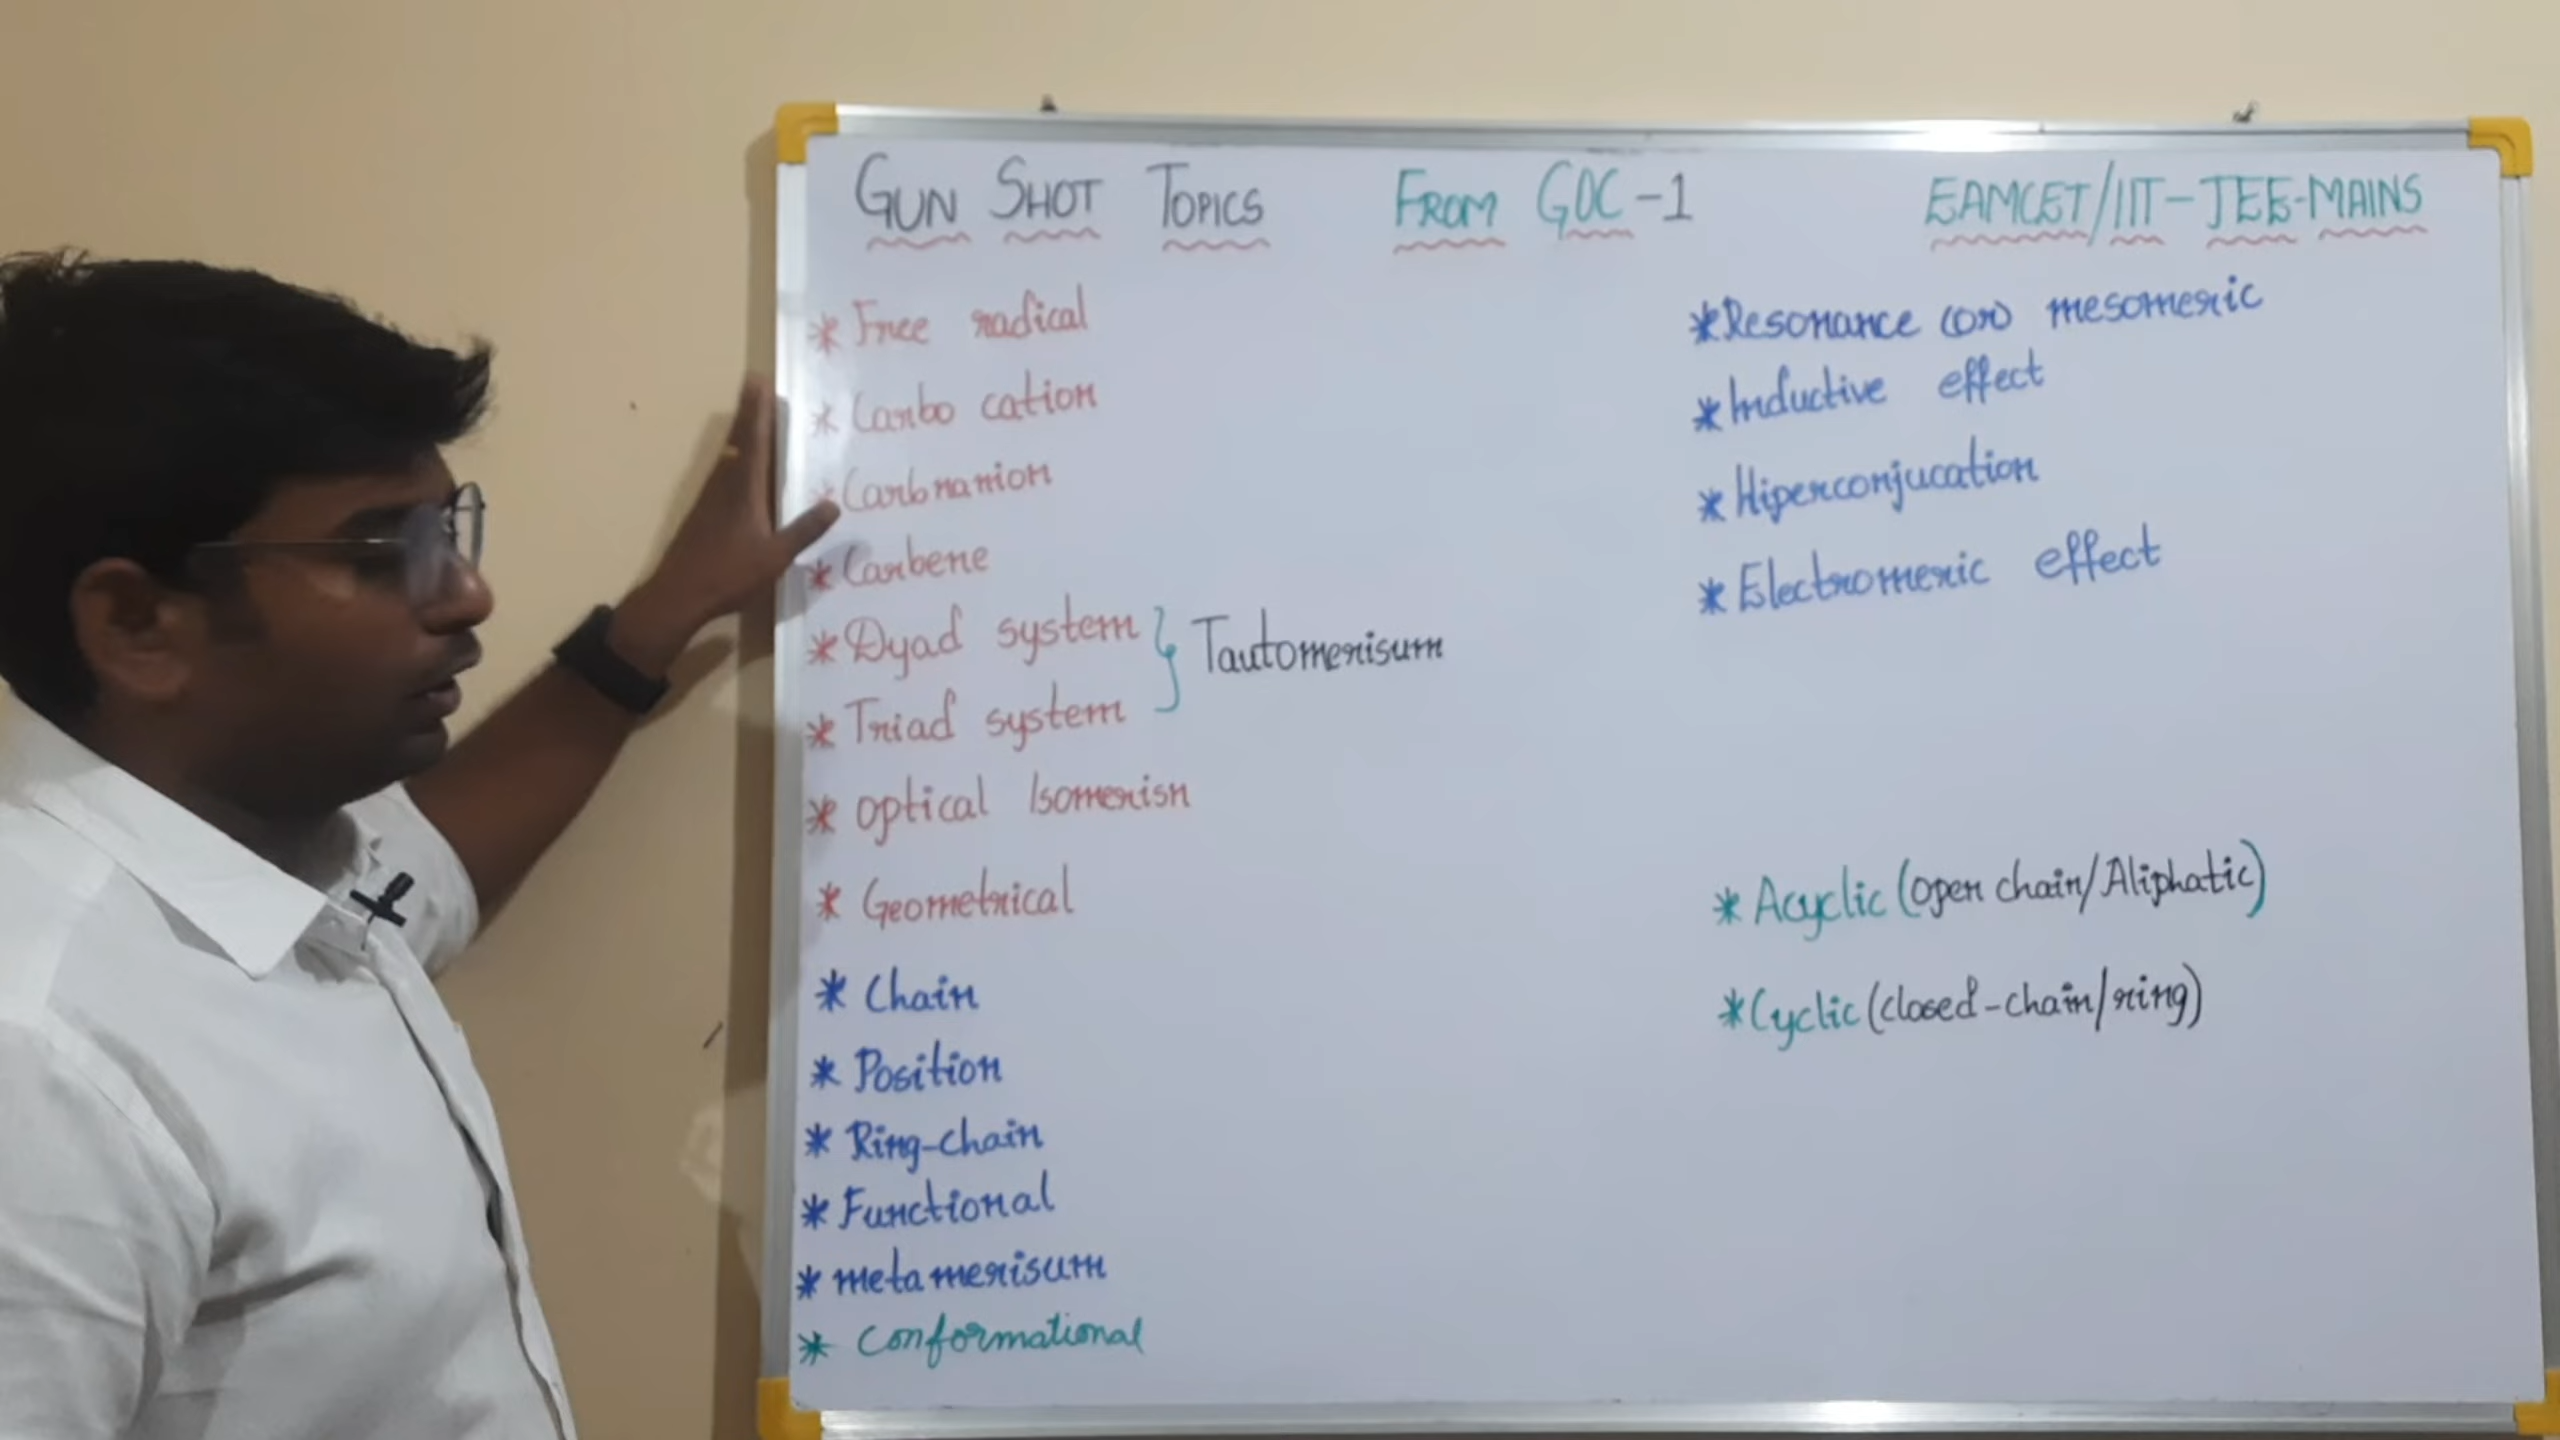 GUN SHOT TOPICS FROM GOC-1 EAMCET/IIT-JEE-MAINS
* Free radical
* Carbo cation
* Carbnanion
* Carbene
* Dyad system
* Triad system
Tautomerisum
* optical Isomerisn
* Geometrical
* Chain
* Position
* Ring-chain
* Functional
* metamerisum
* Conformational
* Resonance (or) mesomeric
* Inductive effect
* Hiperconjucation
* Electromeric effect
* Acyclic (open chain/Aliphatic)
* Cyclic (closed-chain/ring)